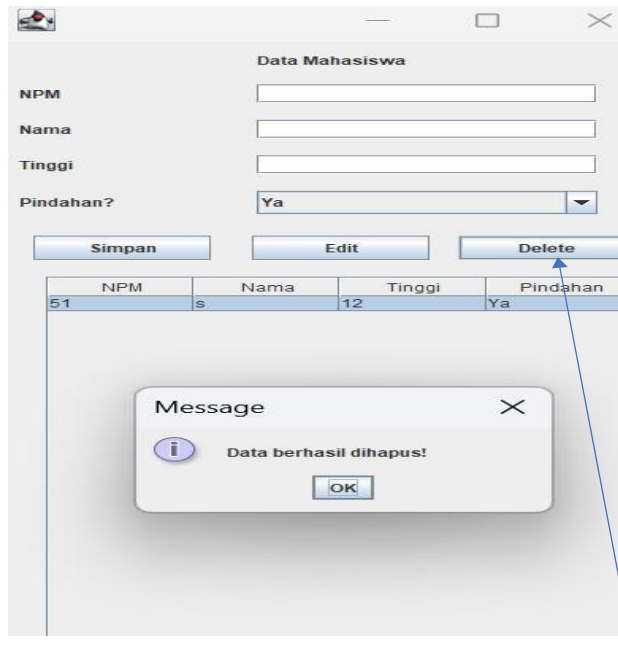 Data Mahasiswa
NPM
Nama
Tinggi
Pindahan? Ya
Simpan Edit Delete
NPM Nama Tinggi Pindahan
51 s 12 Ya
Message
i Data berhasil dihapus!
OK